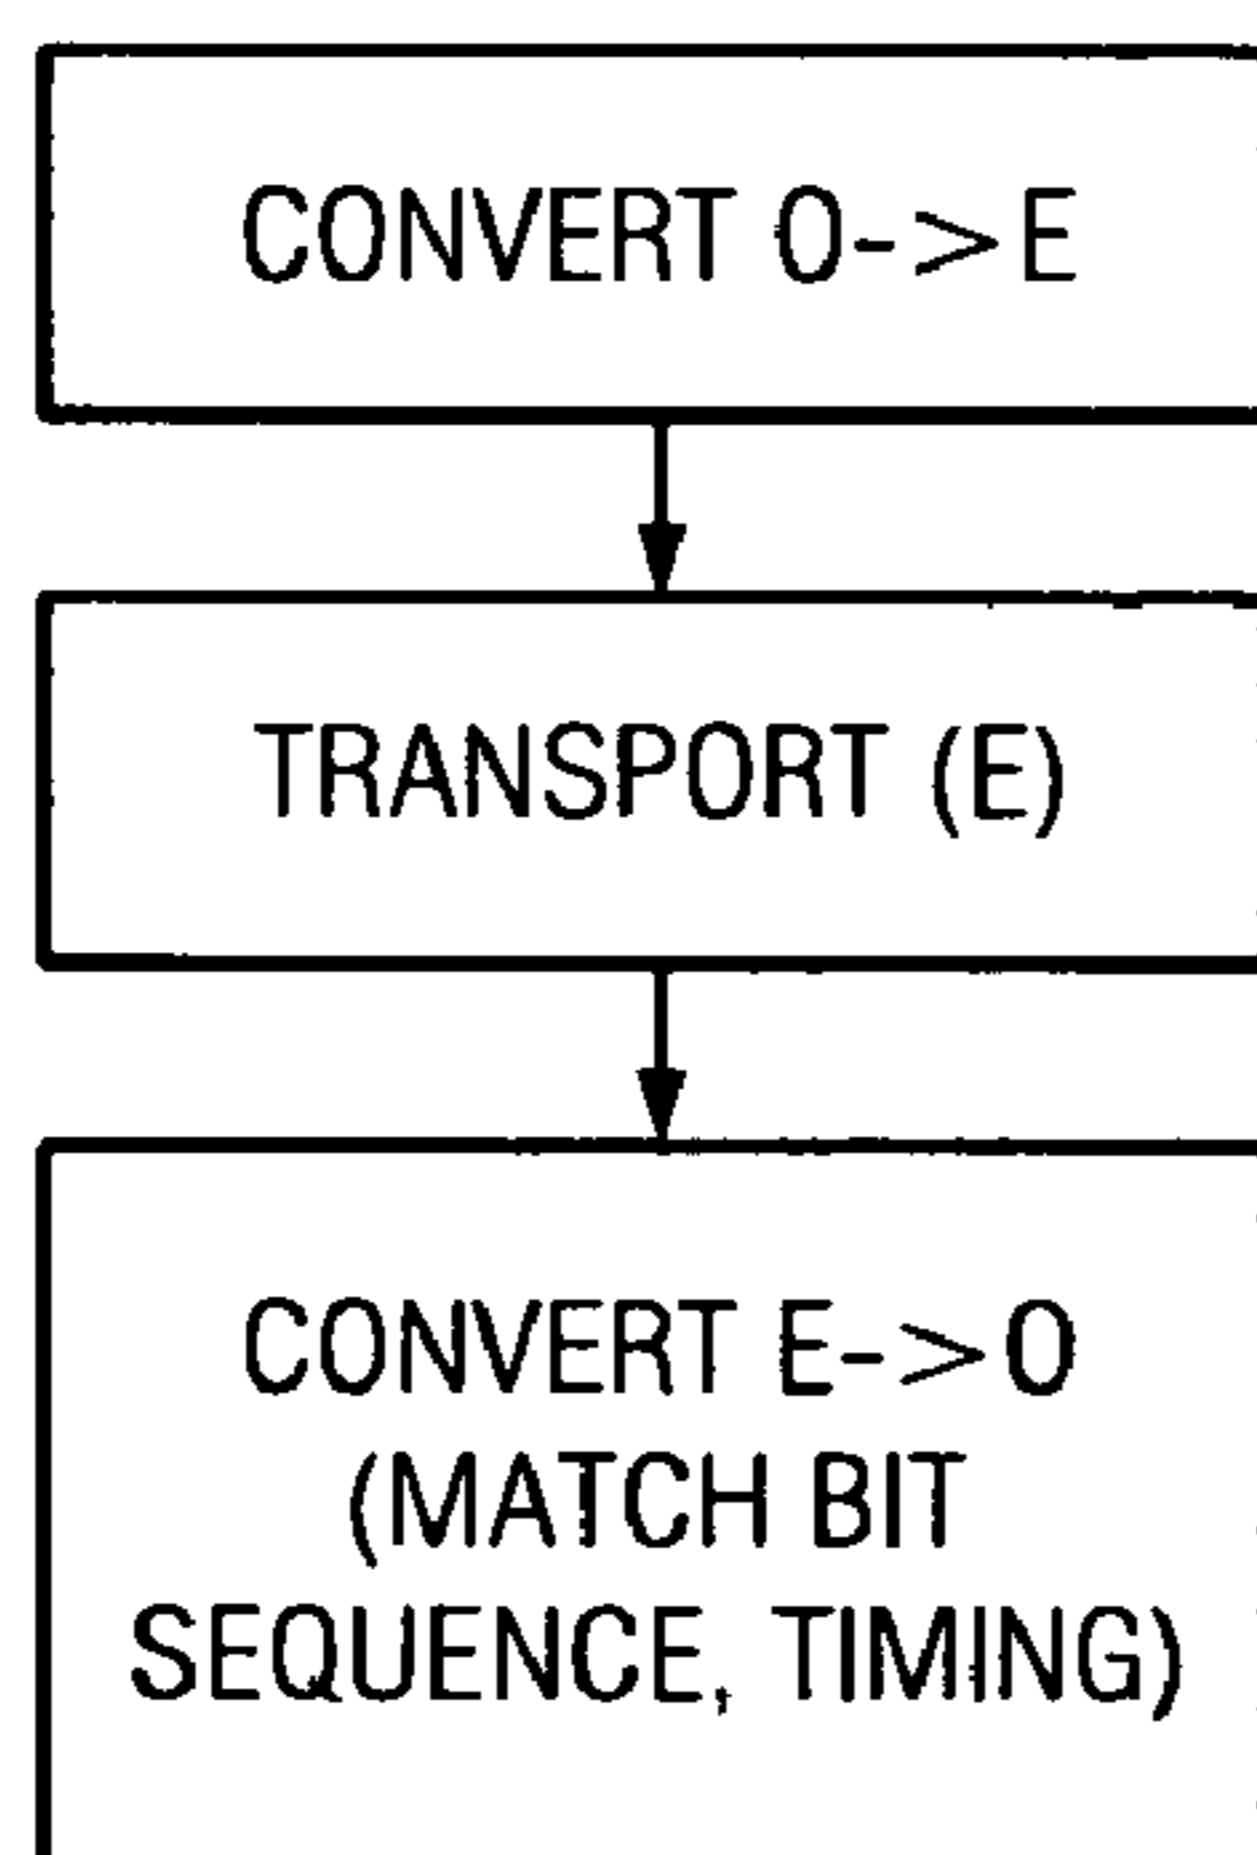 CONVERT O->E
TRANSPORT (E)
CONVERT E->O
(MATCH BIT
SEQUENCE, TIMING)